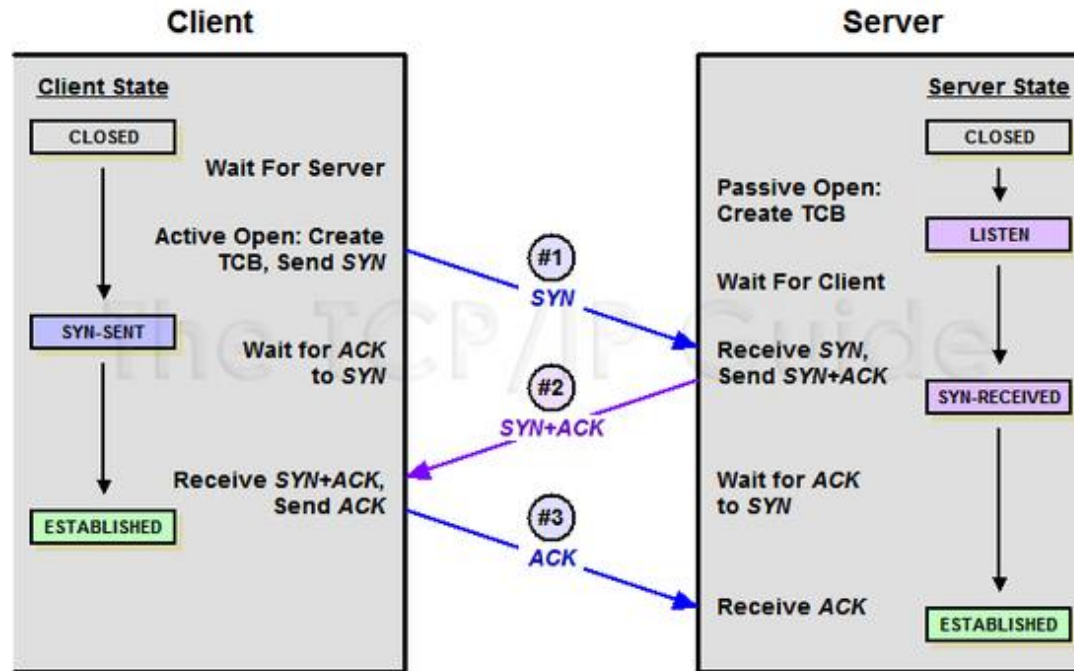 Client
Server
Client State
CLOSED
Wait For Server
Active Open: Create
TCB, Send SYN
SYN-SENT
Wait for ACK
to SYN
Receive SYN+ACK,
Send ACK
ESTABLISHED
#1
SYN
#2
SYN+ACK
#3
ACK
Server State
CLOSED
Passive Open:
Create TCB
LISTEN
Wait For Client
Receive SYN,
Send SYN+ACK
SYN-RECEIVED
Wait for ACK
to SYN
Receive ACK
ESTABLISHED
The TCP/IP Guide